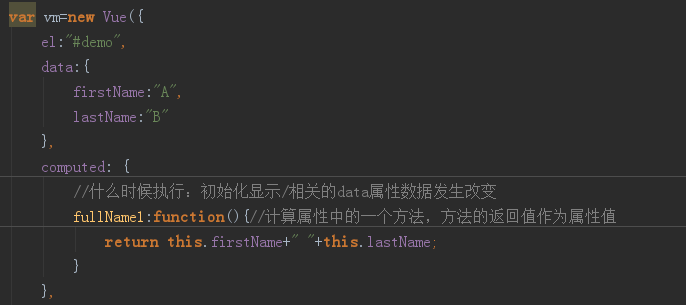 var vm=new Vue({
el:"#demo",
data:{
firstName:"A",
lastName:"B"
},
computed: {
//什么时候执行：初始化显示/相关的data属性数据发生改变
fullName1:function(){//计算属性中的一个方法，方法的返回值作为属性值
return this.firstName+" "+this.lastName;
}
},